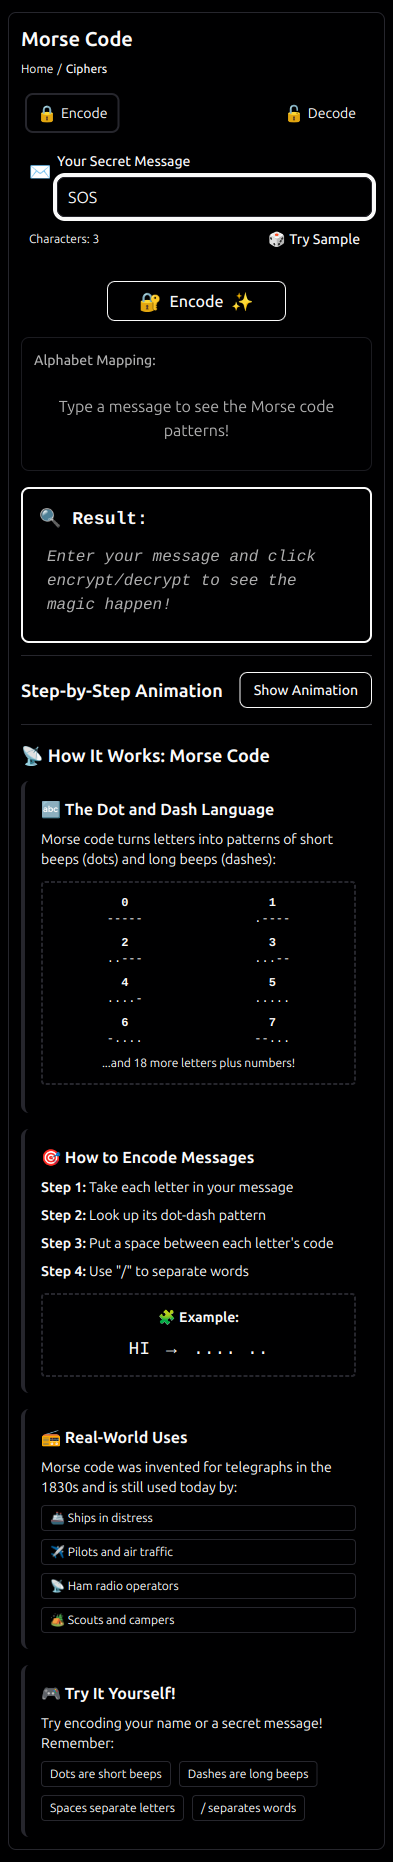 Morse Code
Home / Ciphers
🔒 Encode
🔓 Decode
✉️ Your Secret Message
SOS
Characters: 3
🎲 Try Sample
🔐 Encode ✨
Alphabet Mapping:
Type a message to see the Morse code
patterns!
🔍 Result:
Enter your message and click
encrypt/decrypt to see the
magic happen!
Step-by-Step Animation
Show Animation
📡 How It Works: Morse Code
🔤 The Dot and Dash Language
Morse code turns letters into patterns of short
beeps (dots) and long beeps (dashes):
0 1
----- .----
2 3
..--- ...--
4 5
....- .....
6 7
-.... --...
...and 18 more letters plus numbers!
🎯 How to Encode Messages
Step 1: Take each letter in your message
Step 2: Look up its dot-dash pattern
Step 3: Put a space between each letter's code
Step 4: Use "/" to separate words
🧩 Example:
HI → .... ..
📻 Real-World Uses
Morse code was invented for telegraphs in the
1830s and is still used today by:
🚢 Ships in distress
✈️ Pilots and air traffic
📡 Ham radio operators
🏕️ Scouts and campers
🎮 Try It Yourself!
Try encoding your name or a secret message!
Remember:
Dots are short beeps
Dashes are long beeps
Spaces separate letters
/ separates words